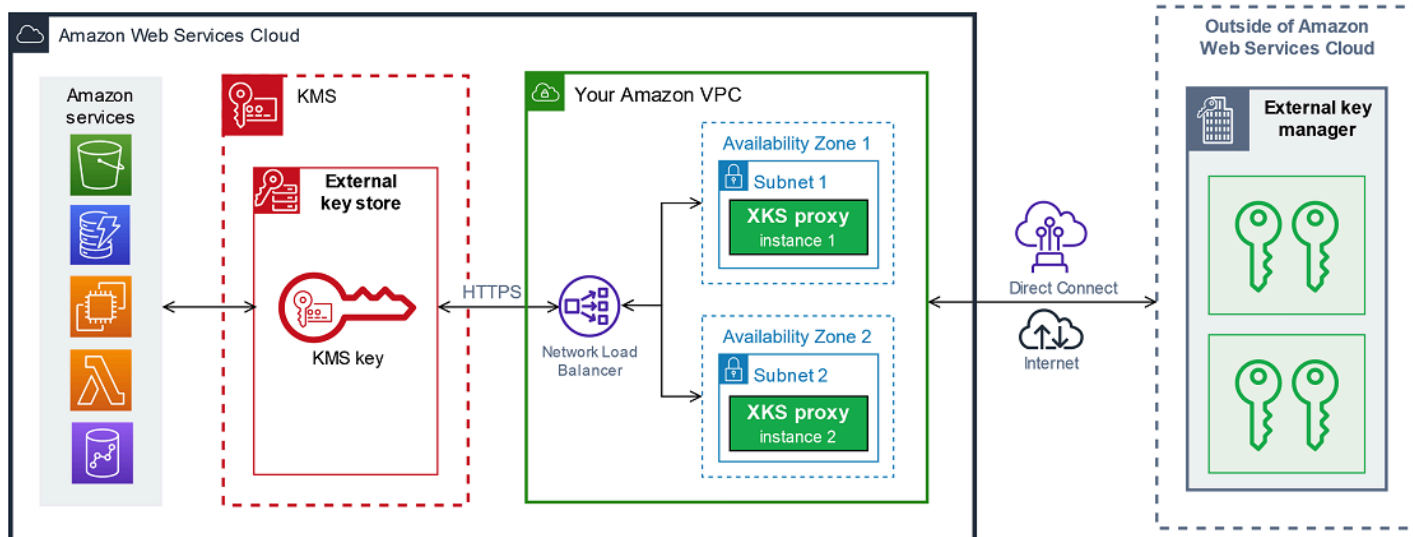 Amazon Web Services Cloud
Amazon
services
KMS
External
key store
KMS key
HTTPS
Your Amazon VPC
Network Load
Balancer
Availability Zone 1
Subnet 1
XKS proxy
instance 1
Availability Zone 2
Subnet 2
XKS proxy
instance 2
Direct Connect
Internet
Outside of Amazon
Web Services Cloud
External key
manager